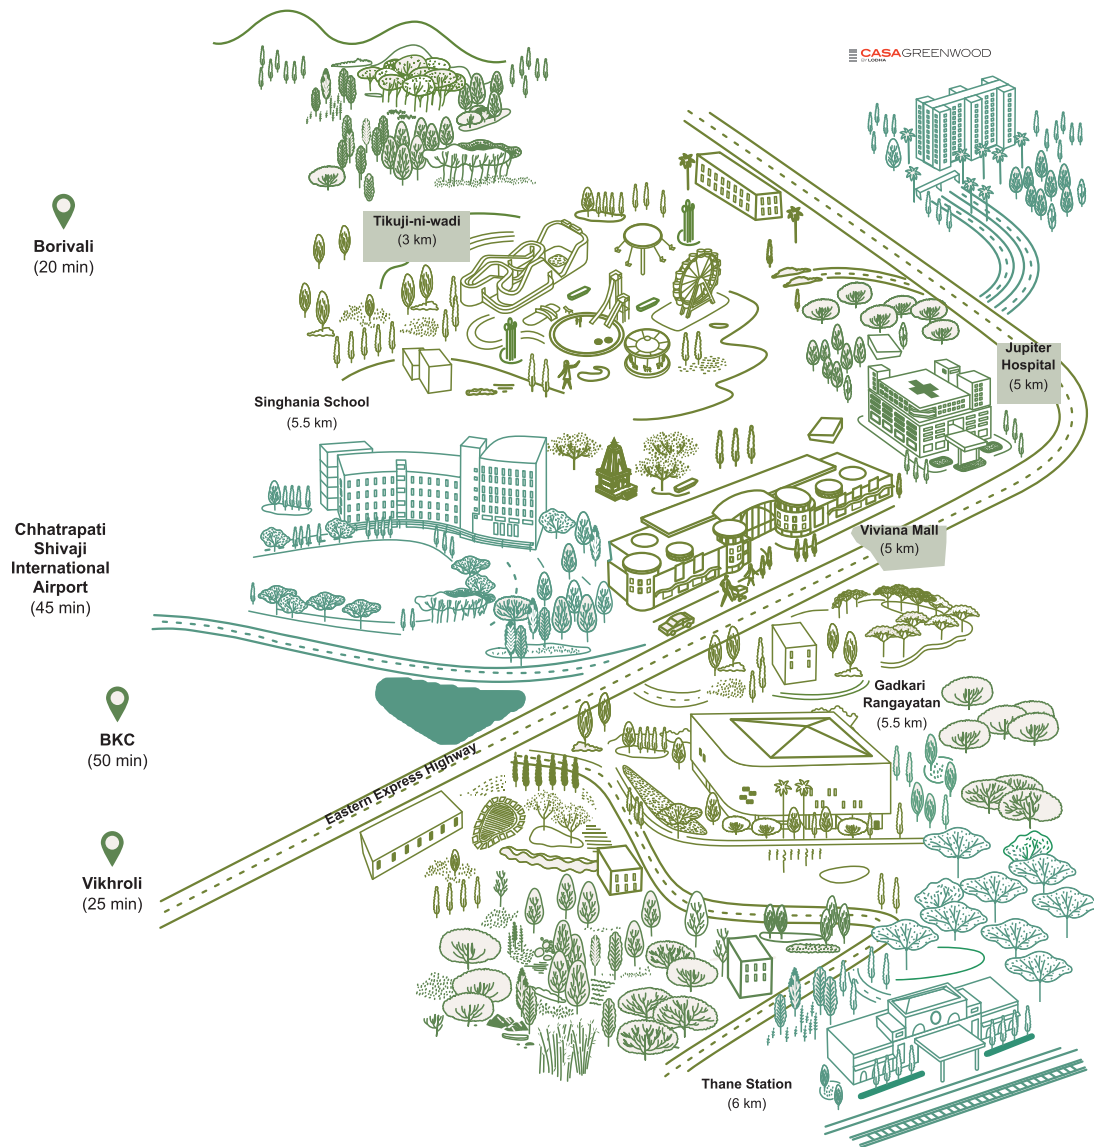 CASAGREENWOOD
BY LODHA
Borivali
(20 min)
Tikuji-ni-wadi
(3 km)
Jupiter
Hospital
(5 km)
Singhania School
(5.5 km)
Chhatrapati
Shivaji
International
Airport
(45 min)
Viviana Mall
(5 km)
Gadkari
Rangayatan
(5.5 km)
BKC
(50 min)
Eastern Express Highway
Vikhroli
(25 min)
Thane Station
(6 km)